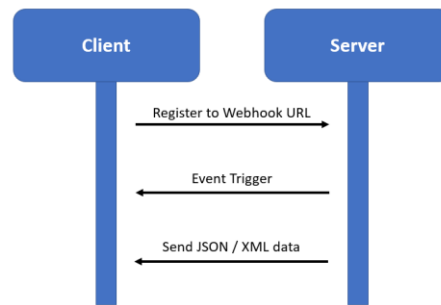 Client
Server
Register to Webhook URL
Event Trigger
Send JSON / XML data